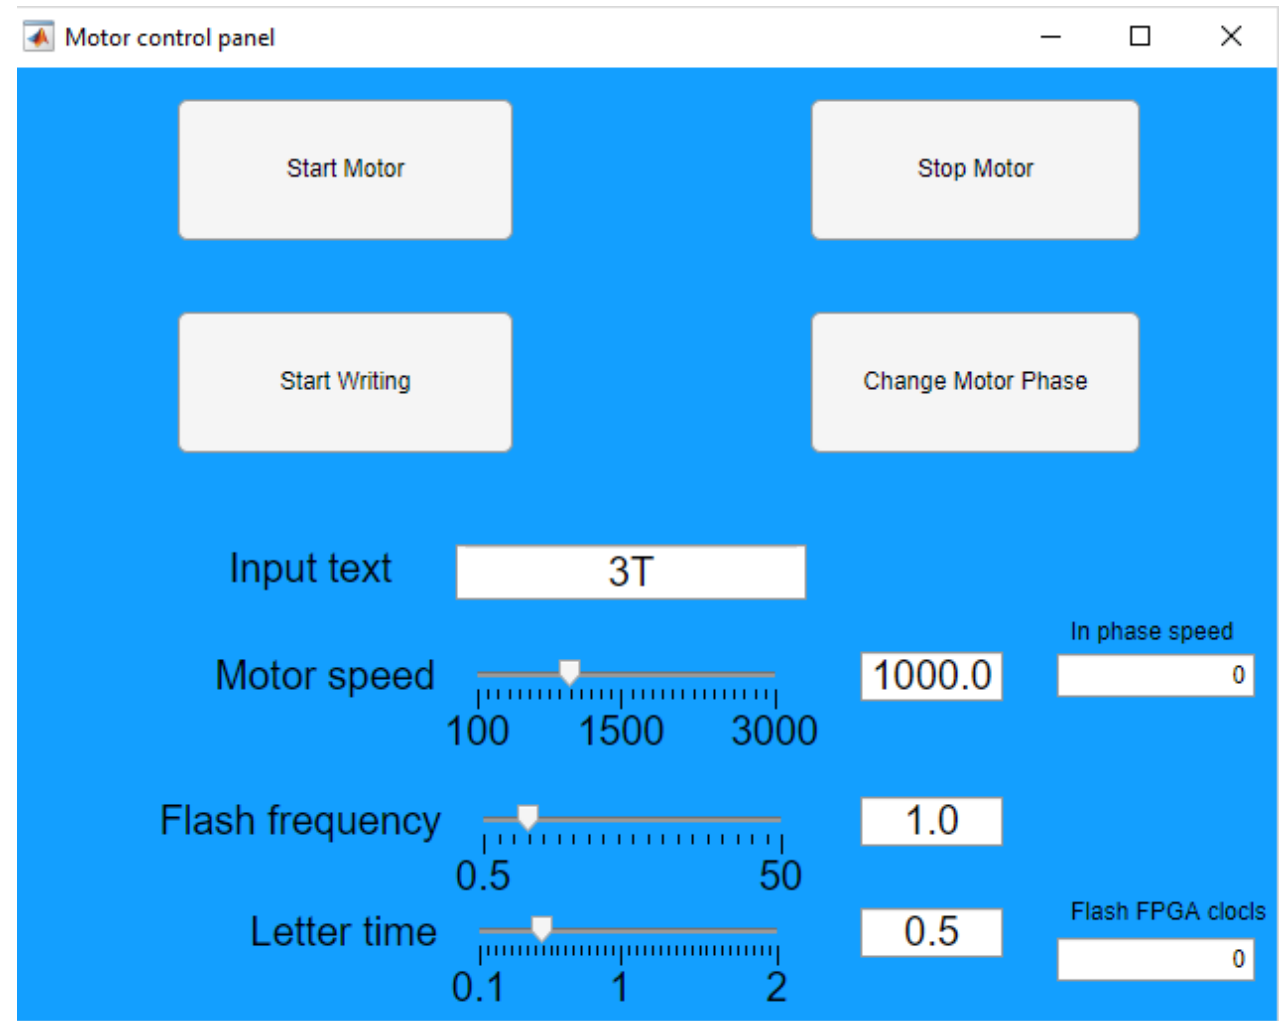 Motor control panel
Start Motor
Stop Motor
Start Writing
Change Motor Phase
Input text
3T
In phase speed
Motor speed
1000.0
0
100
1500
3000
Flash frequency
1.0
0.5
50
Flash FPGA clocls
Letter time
0.5
0
0.1
1
2